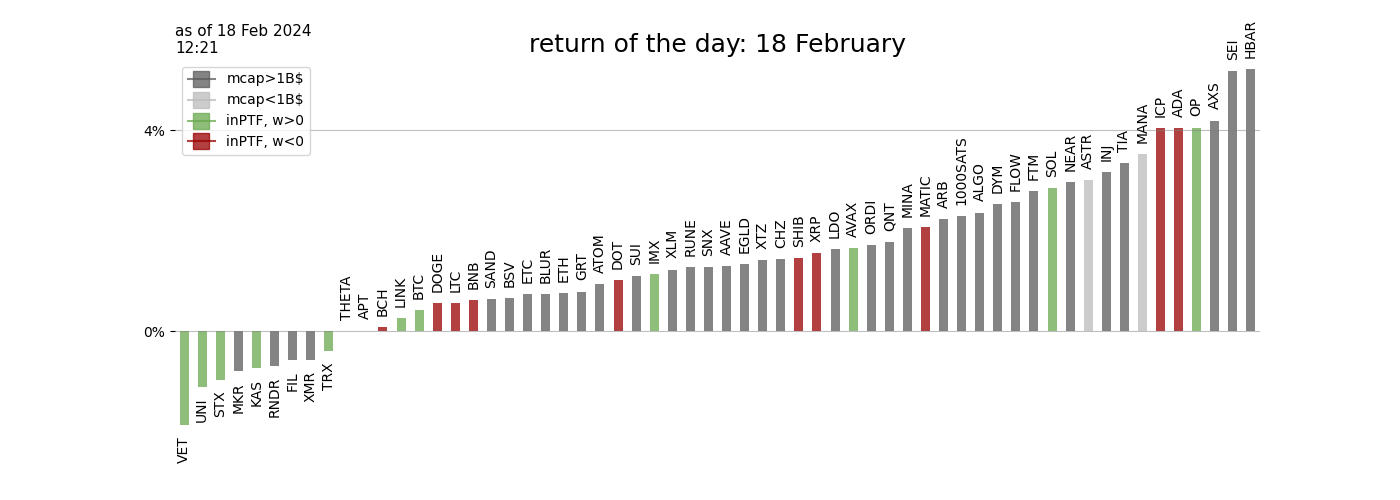 as of 18 Feb 2024
12:21
return of the day: 18 February
mcap>1B$
mcap<1B$
inPTF, w>0
inPTF, w<0
4%
0%
VET
UNI
STX
MKR
KAS
RNDR
FIL
XMR
TRX
THETA
APT
BCH
LINK
BTC
DOGE
LTC
BNB
SAND
BSV
ETC
BLUR
ETH
GRT
ATOM
DOT
SUI
IMX
XLM
RUNE
SNX
AAVE
EGLD
XTZ
CHZ
SHIB
XRP
LDO
AVAX
ORDI
QNT
MINA
MATIC
ARB
1000SATS
ALGO
DYM
FLOW
FTM
SOL
NEAR
ASTR
INJ
TIA
MANA
ICP
ADA
OP
AXS
SEI
HBAR